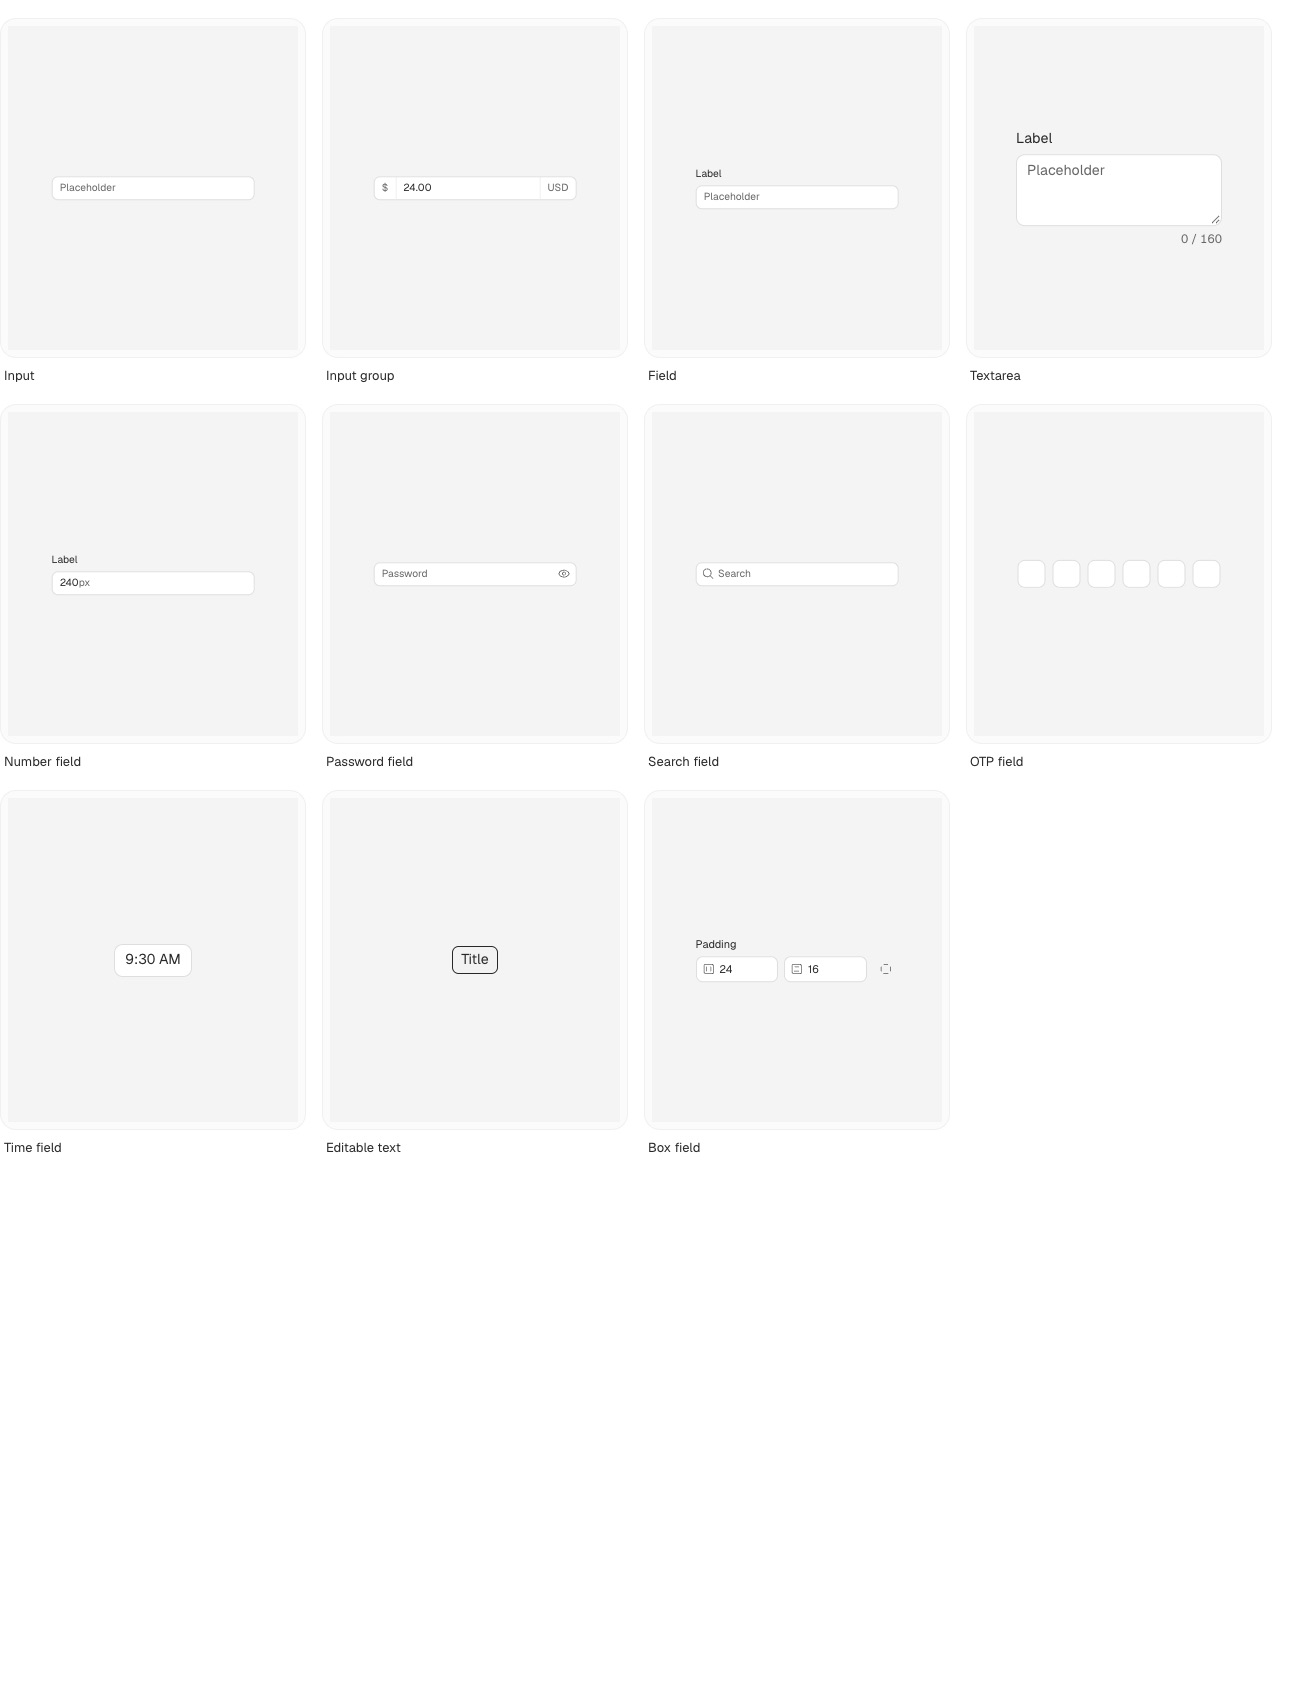 Placeholder
$ 24.00 USD
Label
Placeholder
Label
Placeholder
0 / 160
Input
Input group
Field
Textarea
Label
240px
Password
Search
Number field
Password field
Search field
OTP field
9:30 AM
Title
Padding
24
16
Time field
Editable text
Box field